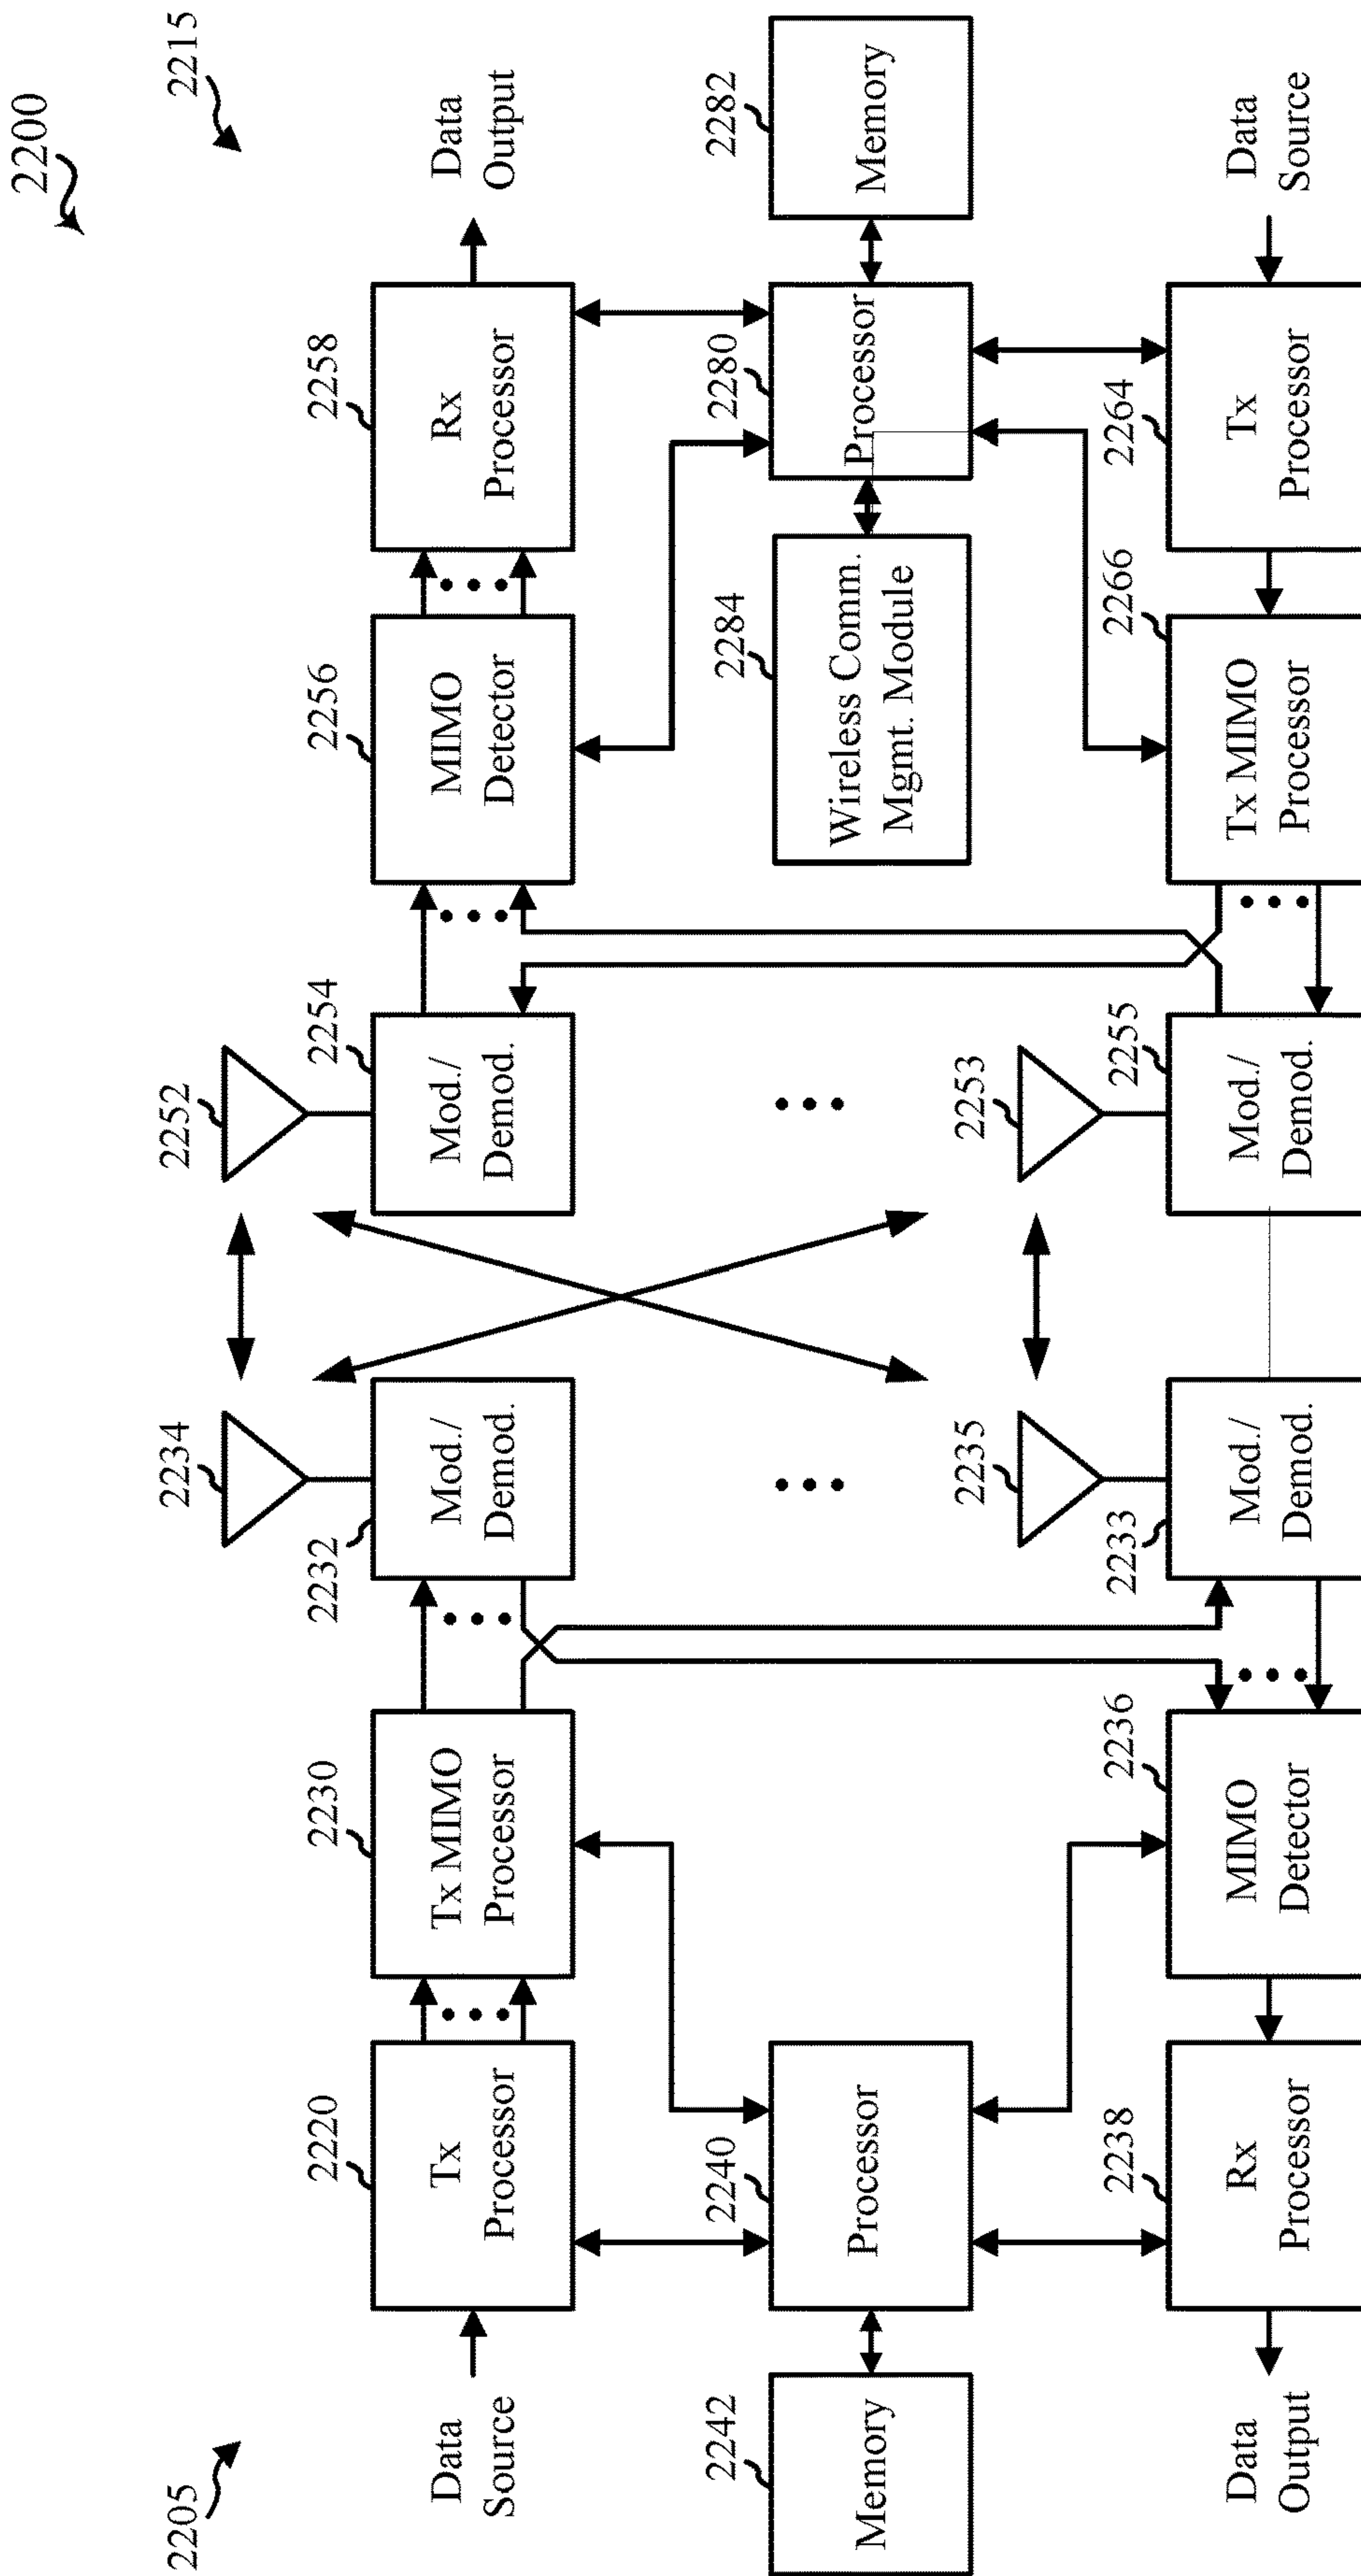 2200
2205
2215
2234
2252
2220
2230
2232
2254
2256
2258
Data
Source
Tx
Processor
Tx MIMO
Processor
Mod./
Demod.
Mod./
Demod.
MIMO
Detector
Rx
Processor
Data
Output
2242
2240
2235
2253
2284
2280
2282
Memory
Processor
Wireless Comm.
Mgmt. Module
Processor
Memory
2238
2236
2233
2255
2266
2264
Data
Output
Rx
Processor
MIMO
Detector
Mod./
Demod.
Mod./
Demod.
Tx MIMO
Processor
Tx
Processor
Data
Source